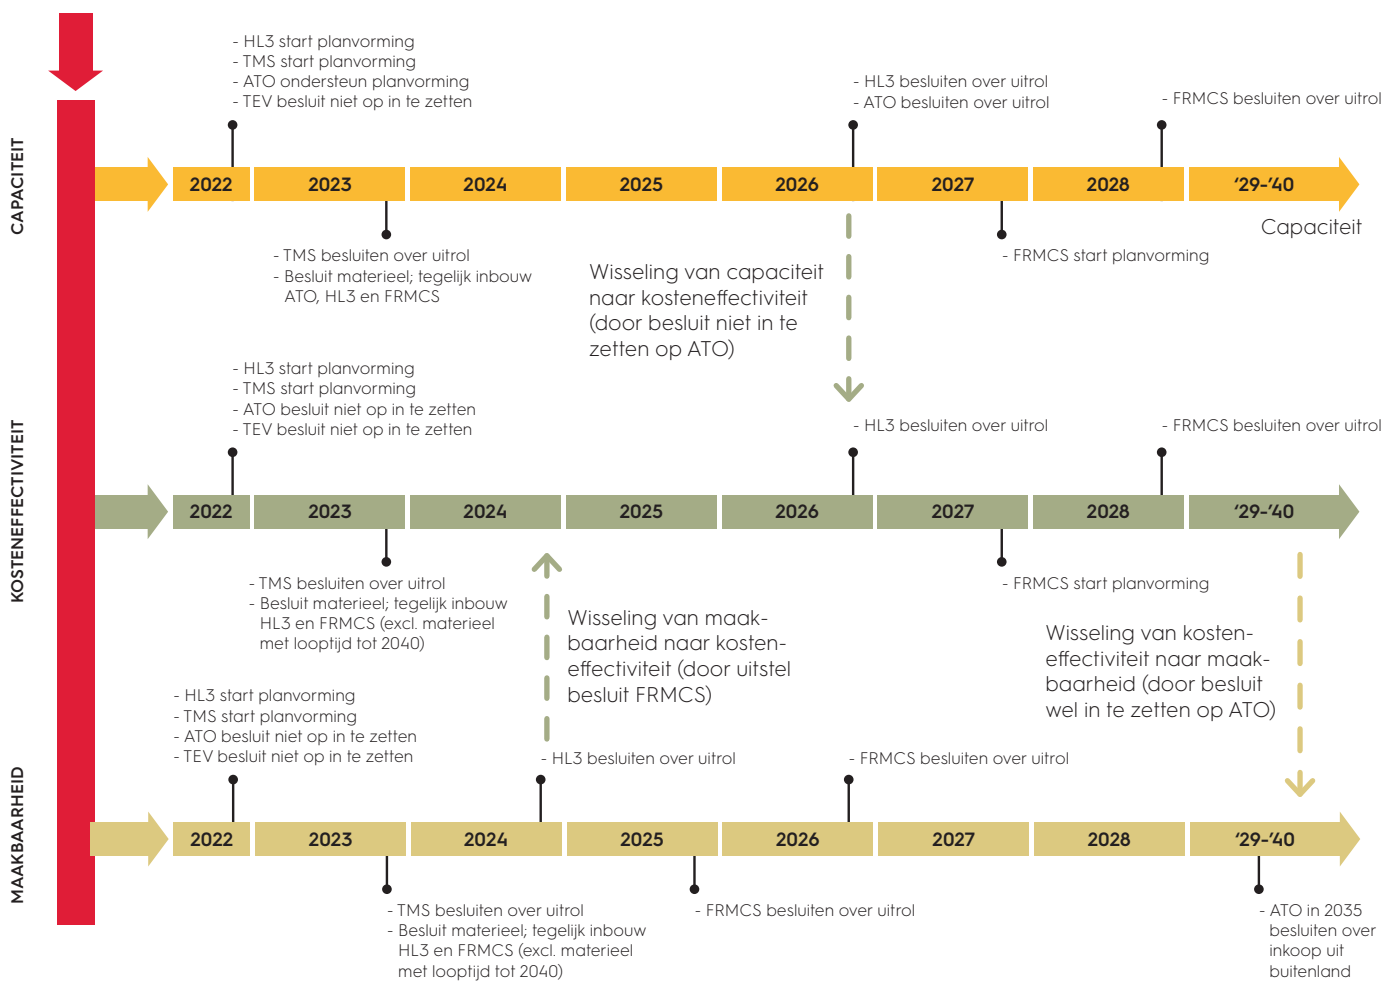 - HL3 start planvorming
- TMS start planvorming
- ATO ondersteun planvorming
- TEV besluit niet op in te zetten
- HL3 besluiten over uitrol
- ATO besluiten over uitrol
- FRMCS besluiten over uitrol
CAPACITEIT
2022
2023
2024
2025
2026
2027
2028
‘29-‘40
Capaciteit
- TMS besluiten over uitrol
- Besluit materieel; tegelijk inbouw
ATO, HL3 en FRMCS
Wisseling van capaciteit
naar kosteneffectiviteit
(door besluit niet in te
zetten op ATO)
- FRMCS start planvorming
- HL3 start planvorming
- TMS start planvorming
- ATO besluit niet op in te zetten
- TEV besluit niet op in te zetten
- HL3 besluiten over uitrol
- FRMCS besluiten over uitrol
KOSTENEFFECTIVITEIT
2022
2023
2024
2025
2026
2027
2028
‘29-‘40
- TMS besluiten over uitrol
- Besluit materieel; tegelijk inbouw
HL3 en FRMCS (excl. materieel
met looptijd tot 2040)
Wisseling van maak-
baarheid naar kosten-
effectiviteit (door uitstel
besluit FRMCS)
- FRMCS start planvorming
Wisseling van kosten-
effectiviteit naar maak-
baarheid (door besluit
wel in te zetten op ATO)
- HL3 start planvorming
- TMS start planvorming
- ATO besluit niet op in te zetten
- TEV besluit niet op in te zetten
- HL3 besluiten over uitrol
- FRMCS besluiten over uitrol
MAAKBAARHEID
2022
2023
2024
2025
2026
2027
2028
‘29-‘40
- TMS besluiten over uitrol
- Besluit materieel; tegelijk inbouw
HL3 en FRMCS (excl. materieel
met looptijd tot 2040)
- FRMCS besluiten over uitrol
- ATO in 2035
besluiten over
inkoop uit
buitenland